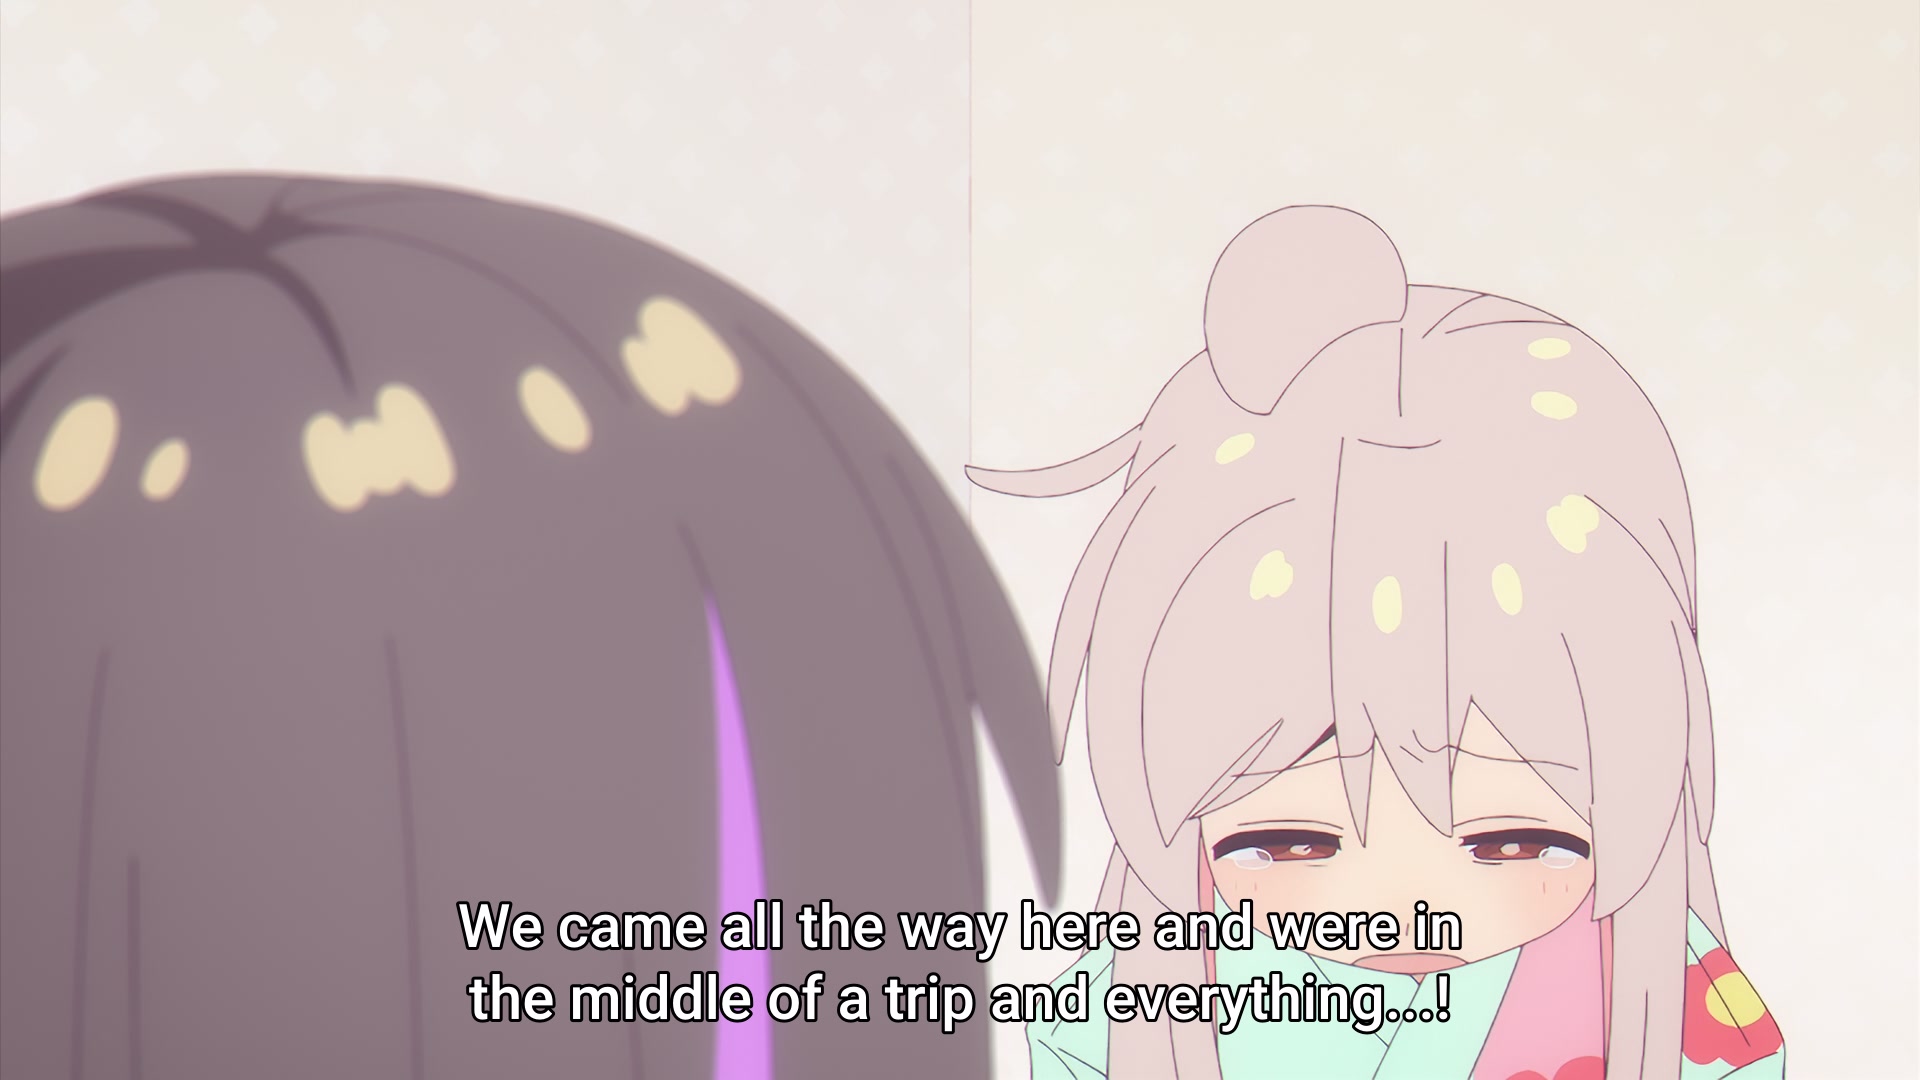 We came all the way here and were in
the middle of a trip and everything...!